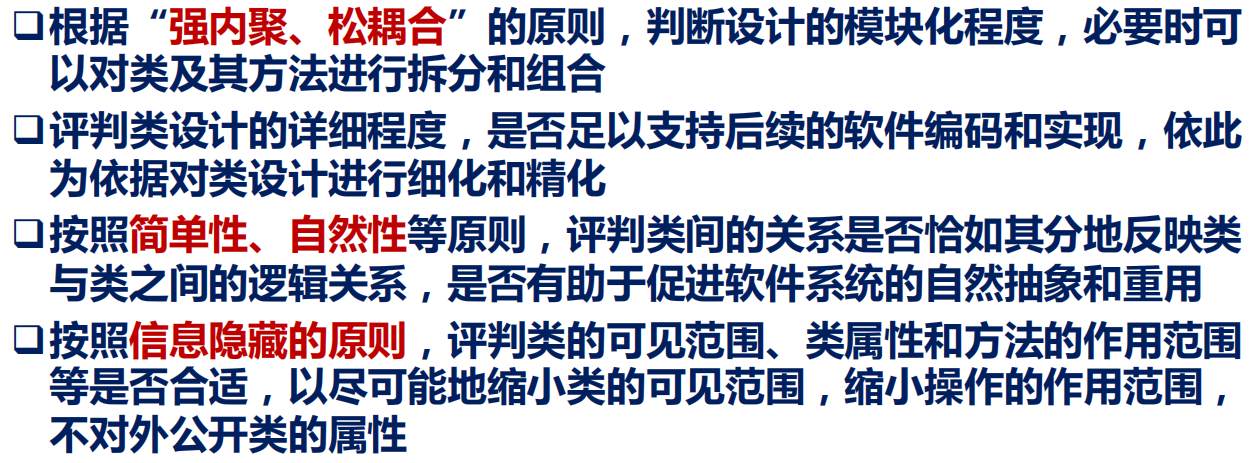 ❑根据“强内聚、松耦合”的原则，判断设计的模块化程度，必要时可
以对类及其方法进行拆分和组合
❑评判类设计的详细程度，是否足以支持后续的软件编码和实现，依此
为依据对类设计进行细化和精化
❑按照简单性、自然性等原则，评判类间的关系是否恰如其分地反映类
与类之间的逻辑关系，是否有助于促进软件系统的自然抽象和重用
❑按照信息隐藏的原则，评判类的可见范围、类属性和方法的作用范围
等是否合适，以尽可能地缩小类的可见范围，缩小操作的作用范围，
不对外公开类的属性